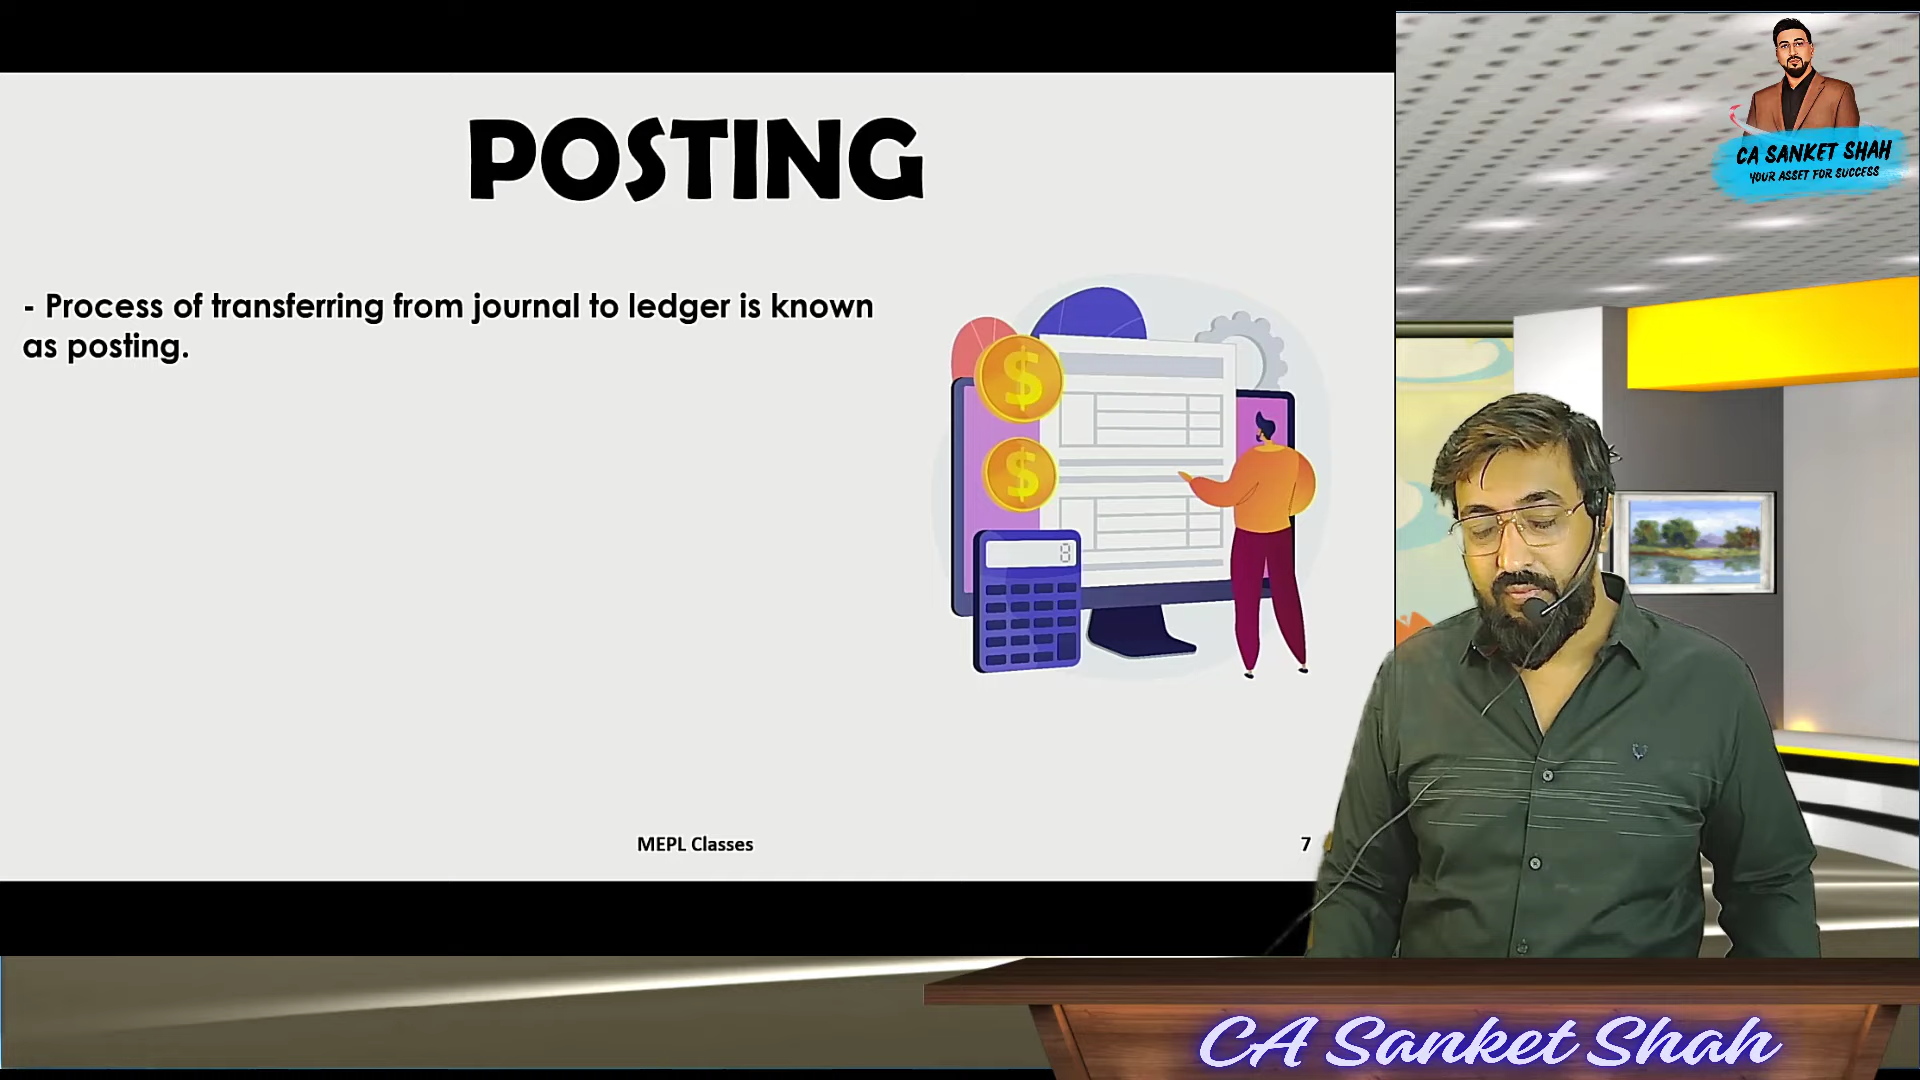 POSTING
- Process of transferring from journal to ledger is known
as posting.
8
MEPL Classes
7
CA SANKET SHAH
YOUR ASSET FOR SUCCESS
CA Sanket Shah